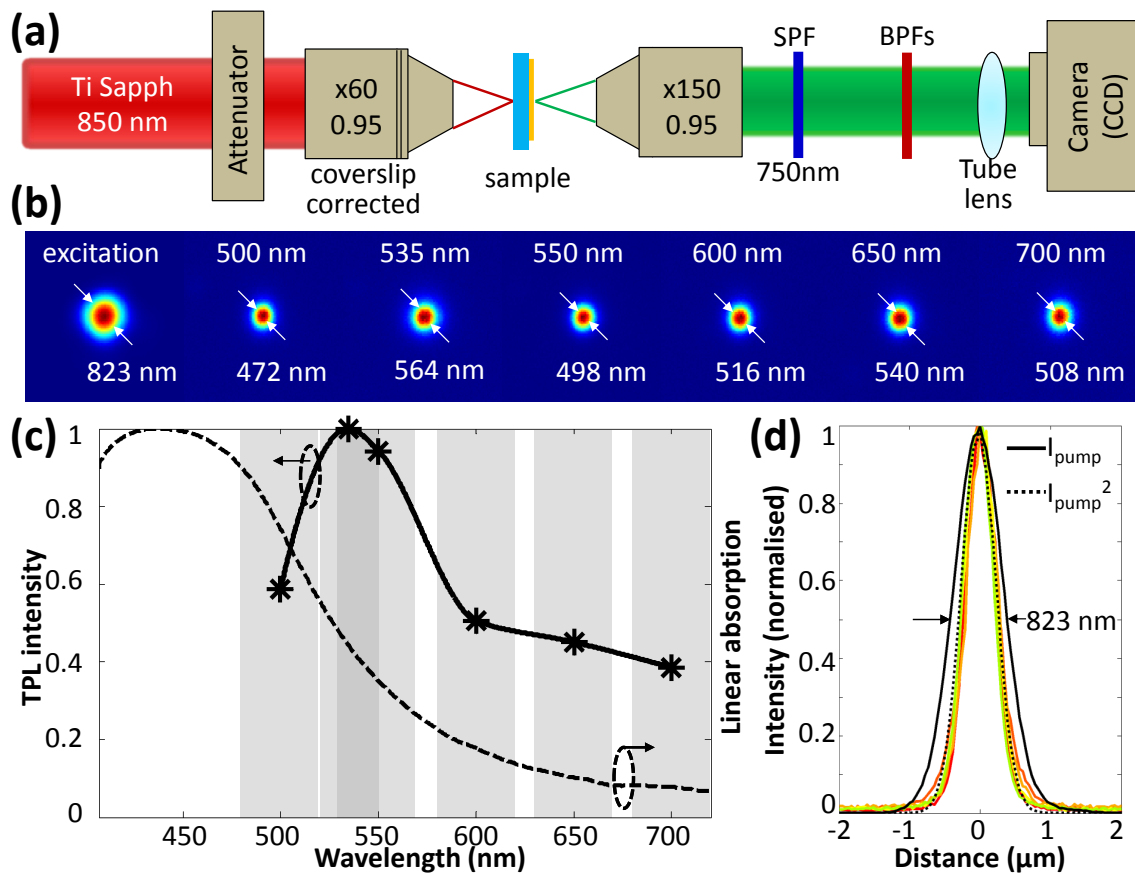 (a)
Ti Sapph
850 nm
Attenuator
x60
0.95
coverslip
corrected
sample
x150
0.95
SPF
750nm
BPFs
Tube
lens
Camera
(CCD)
(b)
excitation 500 nm 535 nm 550 nm 600 nm 650 nm 700 nm
823 nm 472 nm 564 nm 498 nm 516 nm 540 nm 508 nm
(c)
TPL intensity
1
0.8
0.6
0.4
0.2
0
450 500 550 600 650 700
Wavelength (nm)
Linear absorption
(d)
Intensity (normalised)
1
0.8
0.6
0.4
0.2
0
-2 -1 0 1 2
Distance (μm)
I_pump
I_pump²
823 nm